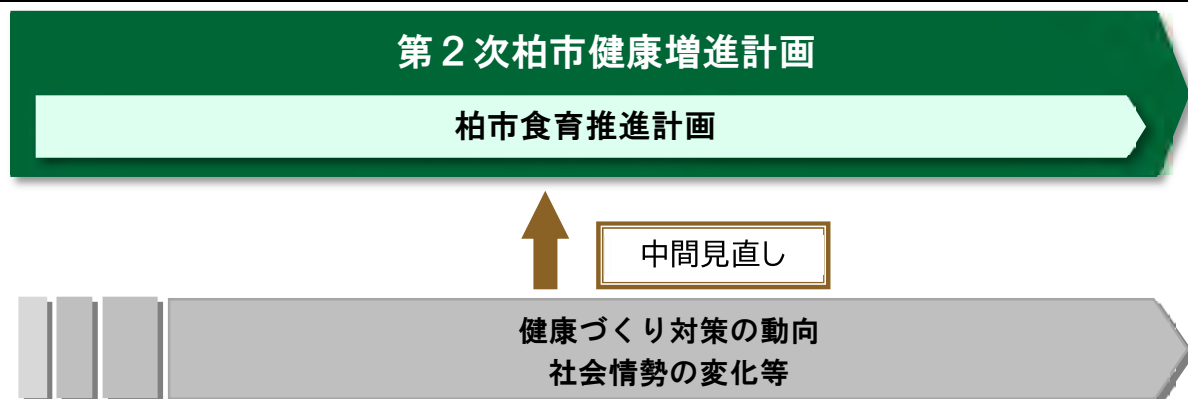 第２次柏市健康増進計画
柏市食育推進計画
中間見直し
健康づくり対策の動向
社会情勢の変化等